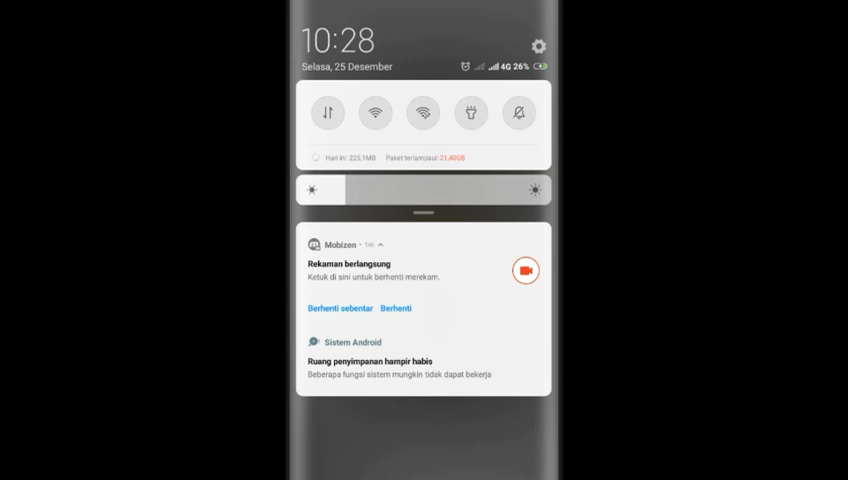 10:28
Selasa, 25 Desember
4G 26%
Hari ini: 225,1MB Paket terlampaui: 21,40GB
Mobizen • 1m
Rekaman berlangsung
Ketuk di sini untuk berhenti merekam.
Berhenti sebentar Berhenti
Sistem Android
Ruang penyimpanan hampir habis
Beberapa fungsi sistem mungkin tidak dapat bekerja